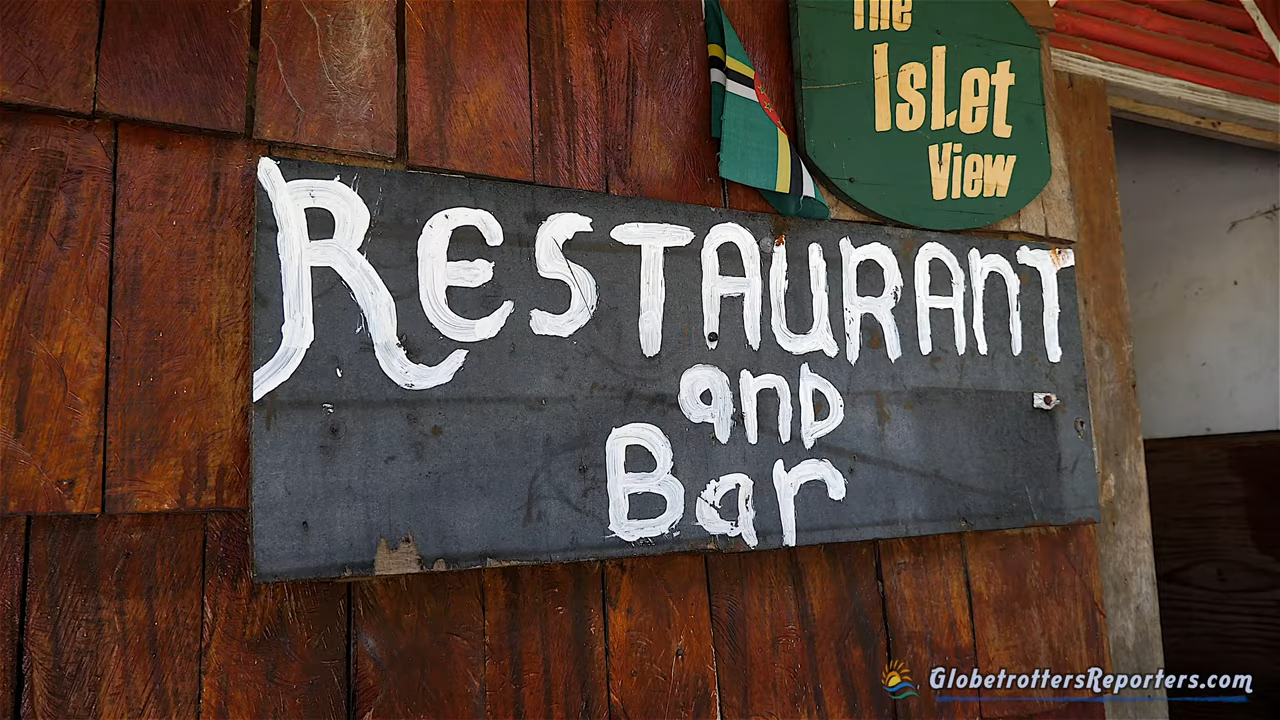 The
IsLet
View
RESTAURANT
and
Bar
GlobetrottersReporters.com